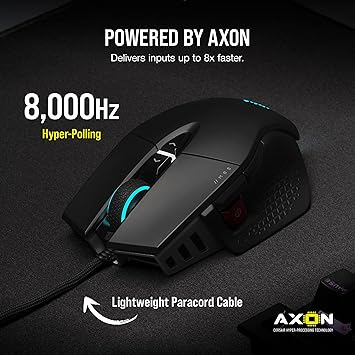 POWERED BY AXON
Delivers inputs up to 8x faster.
8,000Hz
Hyper-Polling
//M65
Lightweight Paracord Cable
AXON
CORSAIR HYPER-PROCESSING TECHNOLOGY